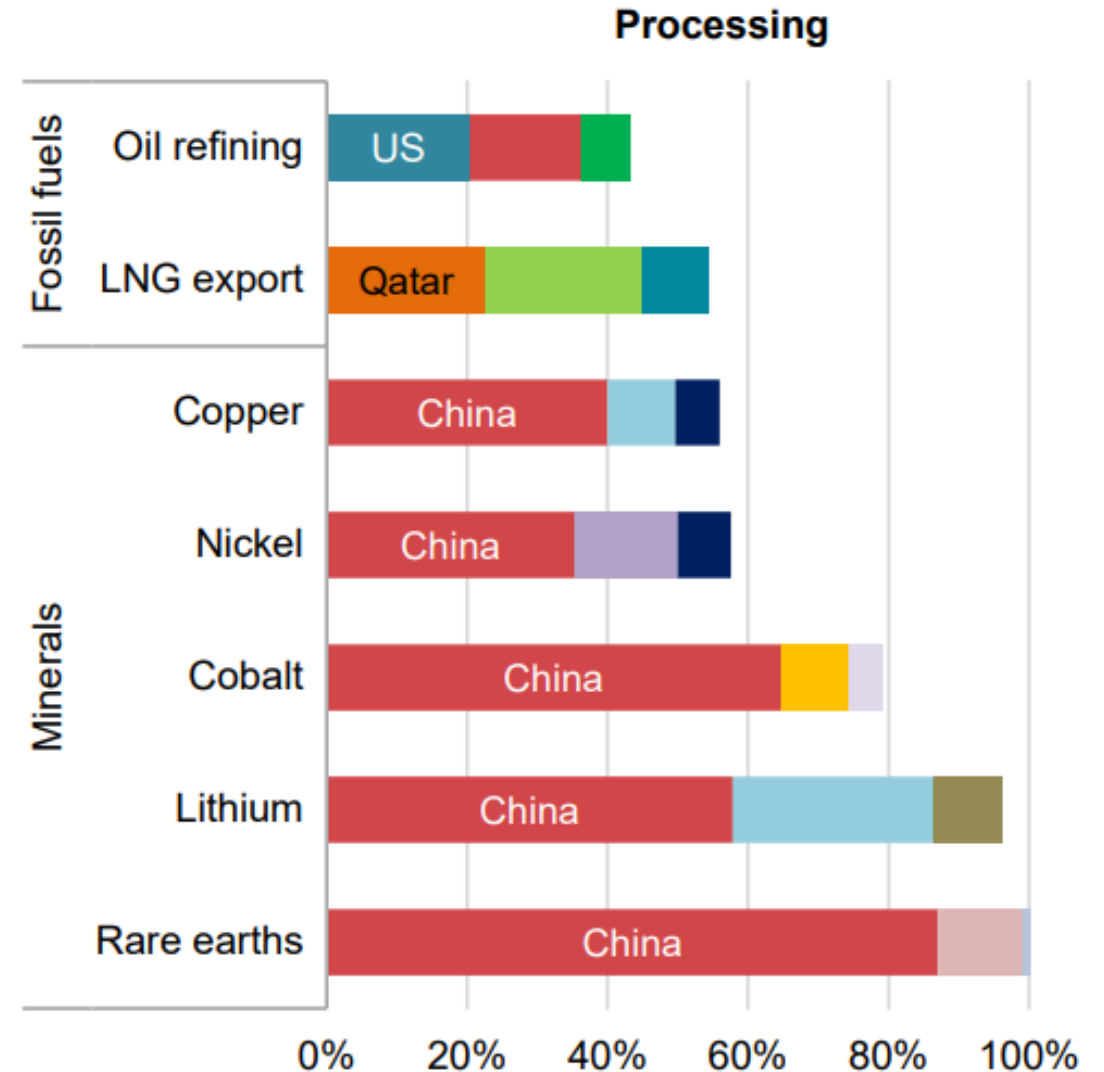 Processing
Fossil fuels
Oil refining
US
LNG export
Qatar
Minerals
Copper
China
Nickel
China
Cobalt
China
Lithium
China
Rare earths
China
0% 20% 40% 60% 80% 100%